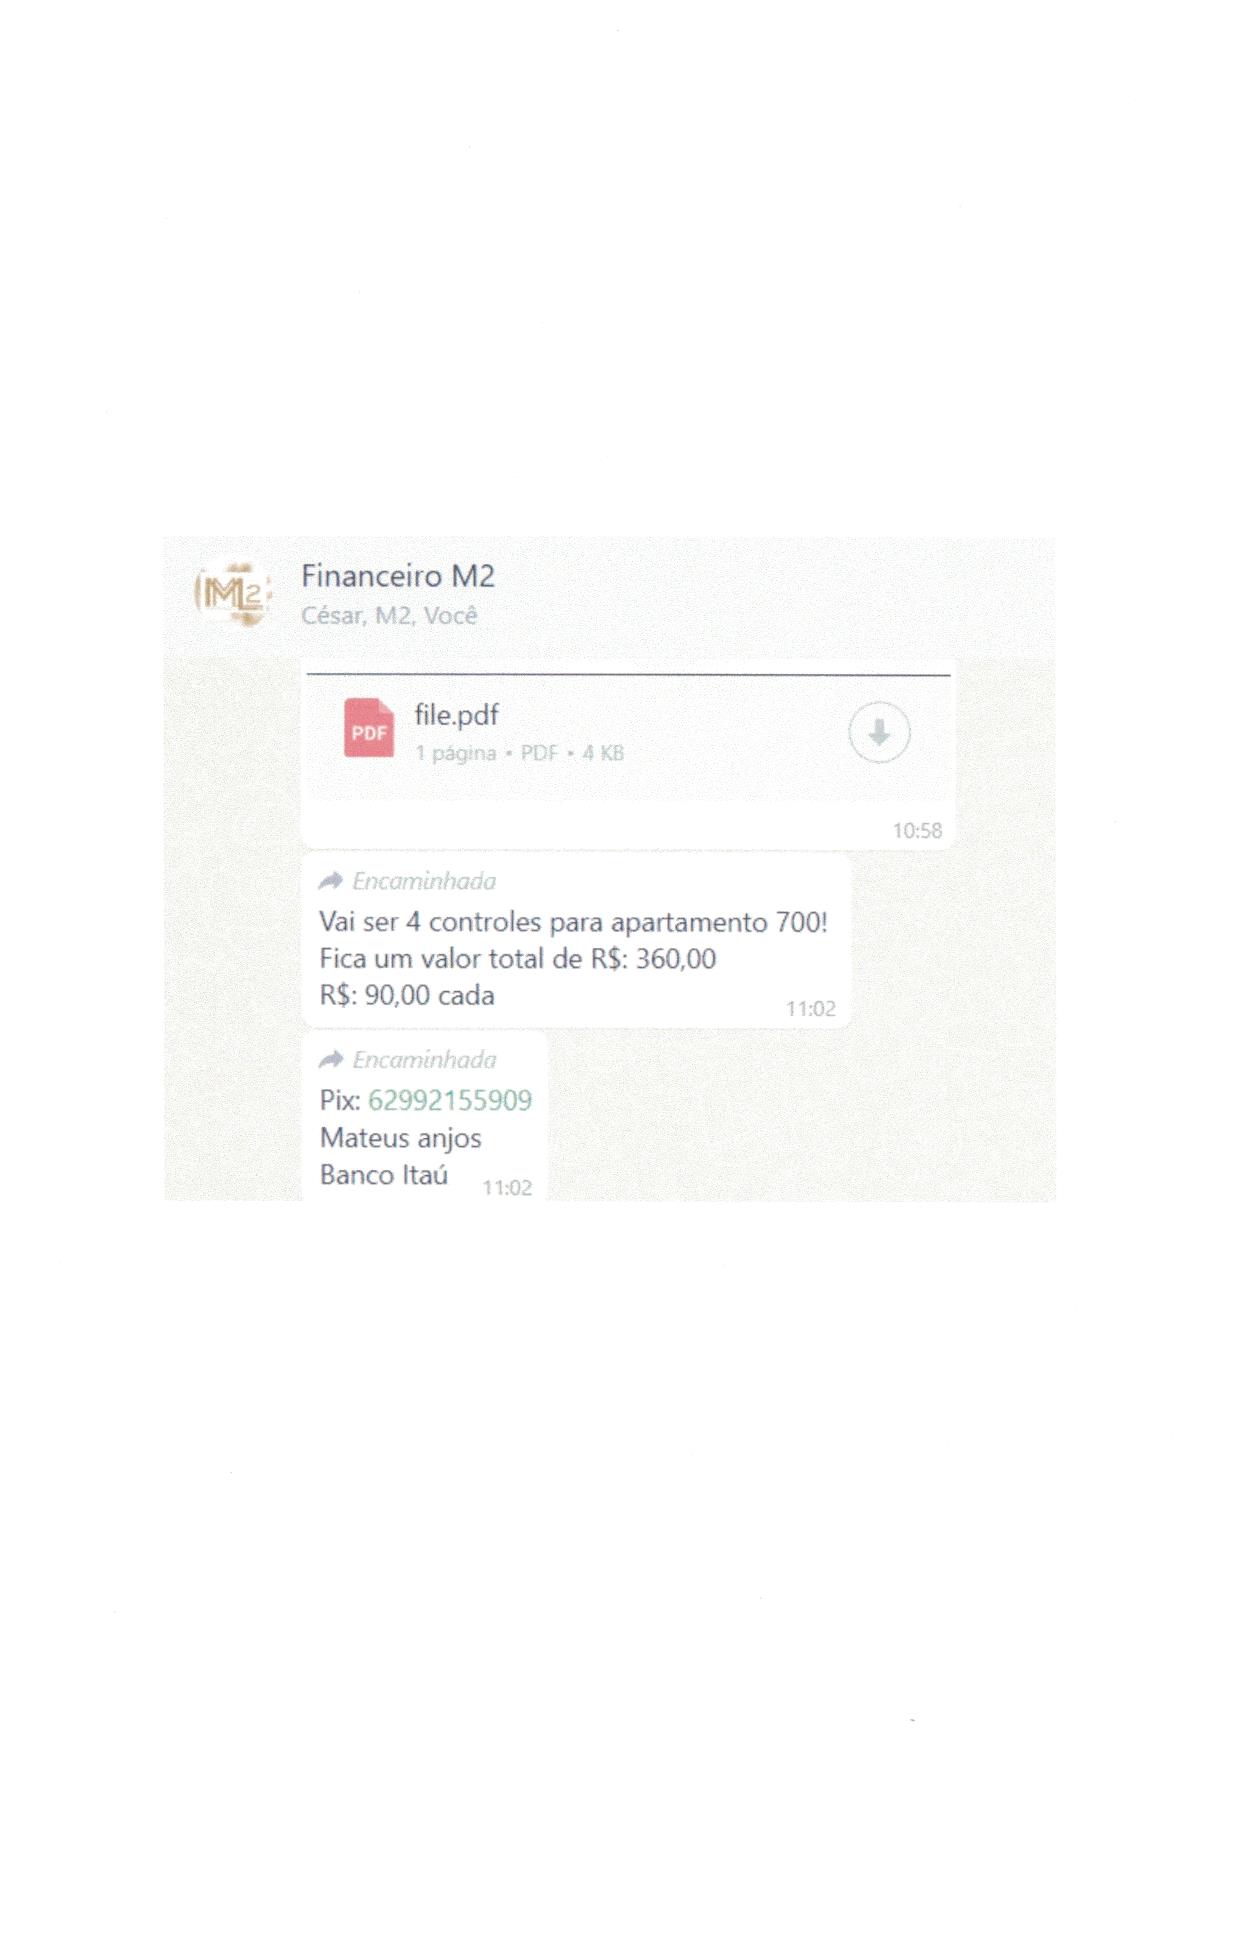 M2
Financeiro M2
César, M2, Você
PDF
file.pdf
1 página • PDF • 4 KB
10:58
Encaminhada
Vai ser 4 controles para apartamento 700!
Fica um valor total de R$: 360,00
R$: 90,00 cada
11:02
Encaminhada
Pix: 62992155909
Mateus anjos
Banco Itaú
11:02